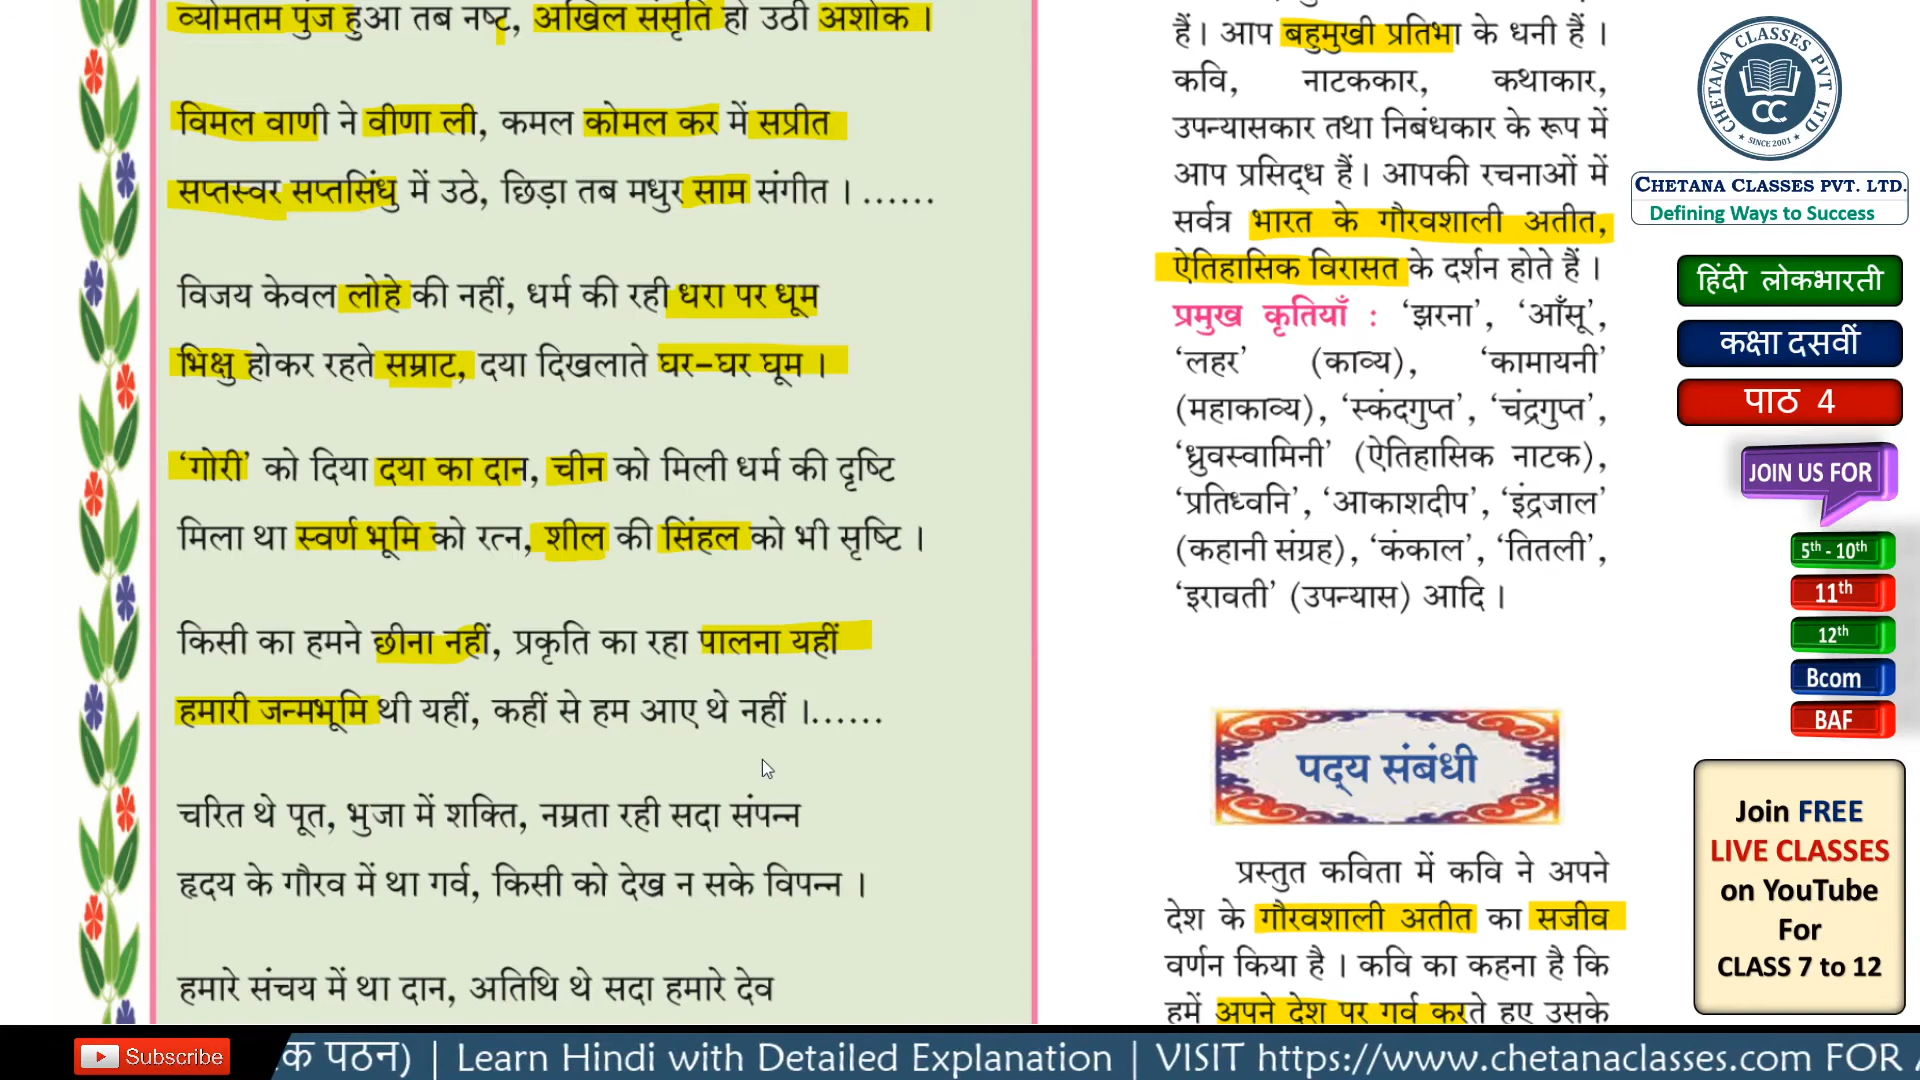 व्योमतम पुंज हुआ तब नष्ट, अखिल संसृति हो उठी अशोक ।
विमल वाणी ने वीणा ली, कमल कोमल कर में सप्रीत
सप्तस्वर सप्तसिंधु में उठे, छिड़ा तब मधुर साम संगीत । ......
विजय केवल लोहे की नहीं, धर्म की रही धरा पर धूम
भिक्षु होकर रहते सम्राट, दया दिखलाते घर-घर घूम ।
‘गोरी’ को दिया दया का दान, चीन को मिली धर्म की दृष्टि
मिला था स्वर्ण भूमि को रत्न, शील की सिंहल को भी सृष्टि ।
किसी का हमने छीना नहीं, प्रकृति का रहा पालना यहीं
हमारी जन्मभूमि थी यहीं, कहीं से हम आए थे नहीं ।......
चरित थे पूत, भुजा में शक्ति, नम्रता रही सदा संपन्न
हृदय के गौरव में था गर्व, किसी को देख न सके विपन्न ।
हमारे संचय में था दान, अतिथि थे सदा हमारे देव
हैं। आप बहुमुखी प्रतिभा के धनी हैं ।
कवि, नाटककार, कथाकार,
उपन्यासकार तथा निबंधकार के रूप में
आप प्रसिद्ध हैं। आपकी रचनाओं में
सर्वत्र भारत के गौरवशाली अतीत,
ऐतिहासिक विरासत के दर्शन होते हैं ।
प्रमुख कृतियाँ : ‘झरना’, ‘आँसू’,
‘लहर’ (काव्य), ‘कामायनी’
(महाकाव्य), ‘स्कंदगुप्त’, ‘चंद्रगुप्त’,
‘ध्रुवस्वामिनी’ (ऐतिहासिक नाटक),
‘प्रतिध्वनि’, ‘आकाशदीप’, ‘इंद्रजाल’
(कहानी संग्रह), ‘कंकाल’, ‘तितली’,
‘इरावती’ (उपन्यास) आदि ।
पद्य संबंधी
प्रस्तुत कविता में कवि ने अपने
देश के गौरवशाली अतीत का सजीव
वर्णन किया है । कवि का कहना है कि
हमें अपने देश पर गर्व करते हुए उसके
CHETANA CLASSES PVT LTD
CC
SINCE 2001
CHETANA CLASSES PVT. LTD.
Defining Ways to Success
हिंदी लोकभारती
कक्षा दसवीं
पाठ 4
JOIN US FOR
5th - 10th
11th
12th
Bcom
BAF
Join FREE
LIVE CLASSES
on YouTube
For
CLASS 7 to 12
Subscribe
क पठन) | Learn Hindi with Detailed Explanation | VISIT https://www.chetanaclasses.com FOR